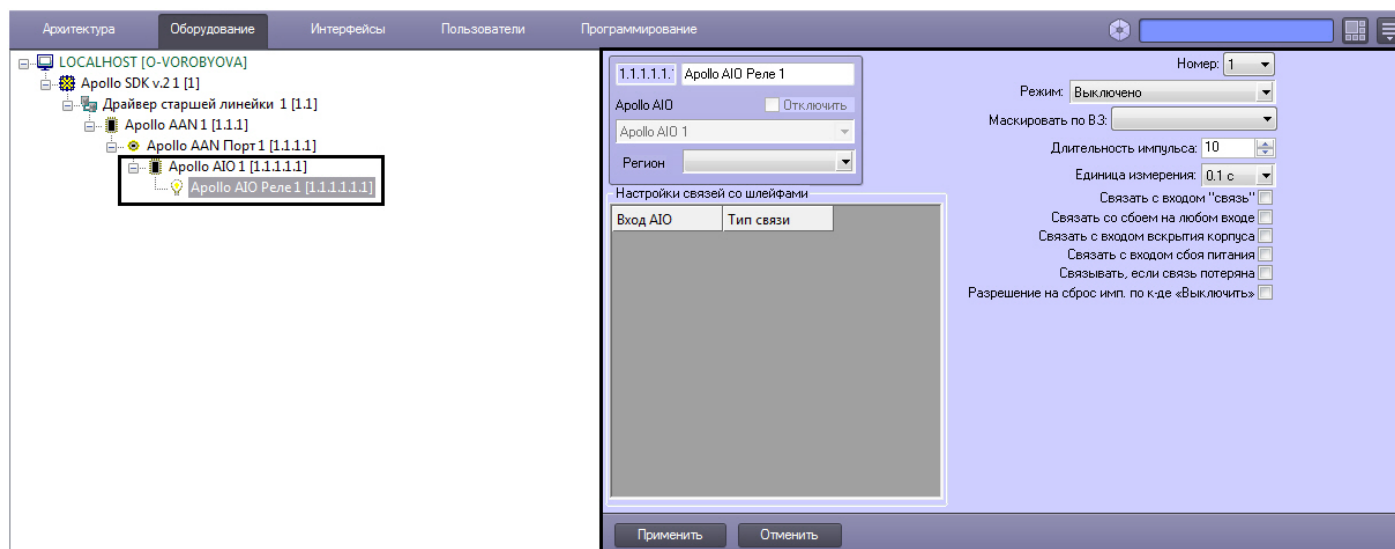 Архитектура Оборудование Интерфейсы Пользователи Программирование
LOCALHOST [O-VOROBYOVA]
Apollo SDK v.2 1 [1]
Драйвер старшей линейки 1 [1.1]
Apollo AAN 1 [1.1.1]
Apollo AAN Порт 1 [1.1.1.1]
Apollo AIO 1 [1.1.1.1.1]
Apollo AIO Реле 1 [1.1.1.1.1.1]
1.1.1.1.1.' Apollo AIO Реле 1
Apollo AIO Отключить
Apollo AIO 1
Регион
Настройки связей со шлейфами
Вход AIO Тип связи
Номер: 1
Режим: Выключено
Маскировать по ВЗ:
Длительность импульса: 10
Единица измерения: 0.1 с
Связать с входом "связь"
Связать со сбоем на любом входе
Связать с входом вскрытия корпуса
Связать с входом сбоя питания
Связывать, если связь потеряна
Разрешение на сброс имп. по к-де «Выключить»
Применить Отменить